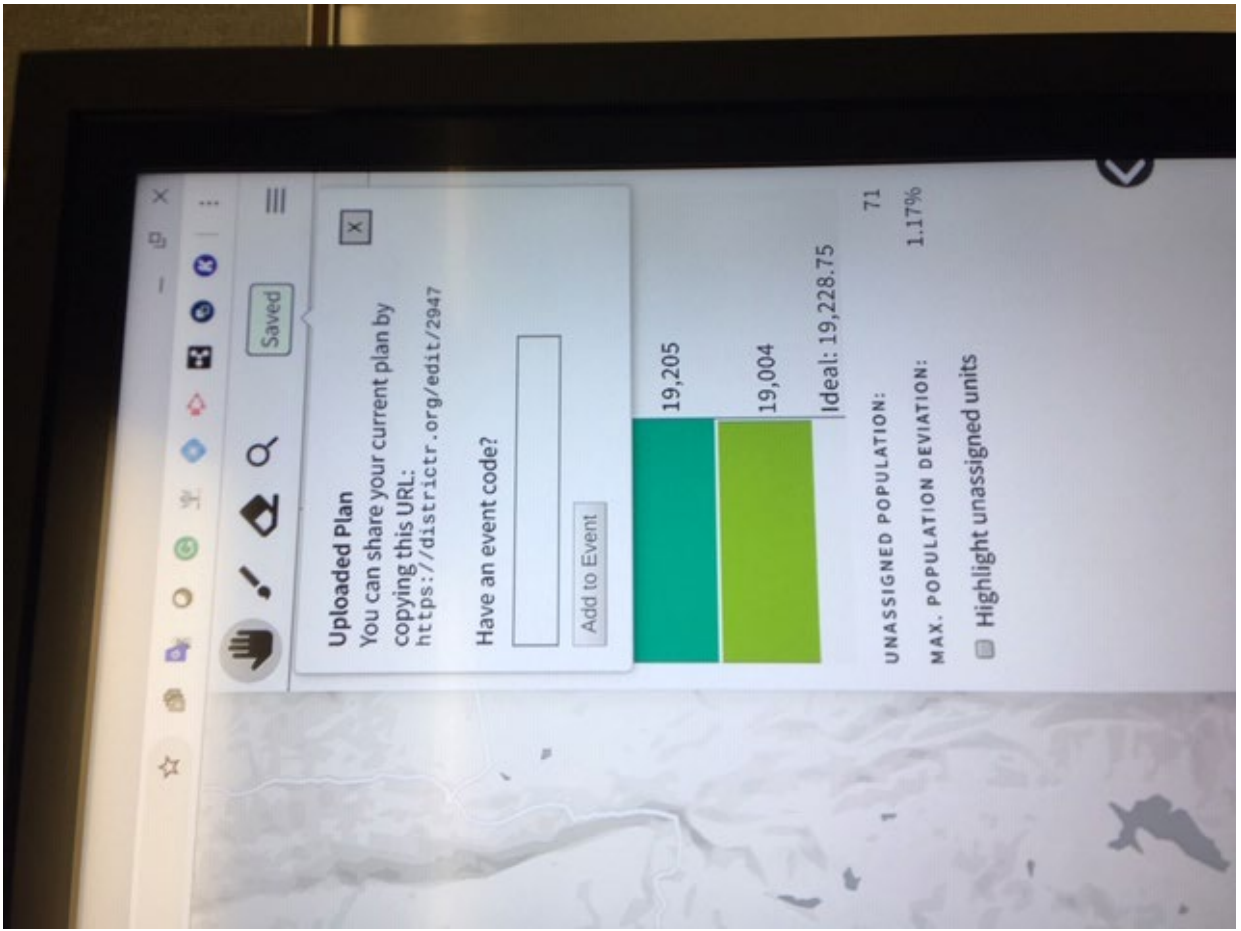 Saved
Uploaded Plan
You can share your current plan by
copying this URL:
https://districtr.org/edit/2947
X
Have an event code?
Add to Event
19,205
19,004
Ideal: 19,228.75
UNASSIGNED POPULATION: 71
MAX. POPULATION DEVIATION: 1.17%
Highlight unassigned units